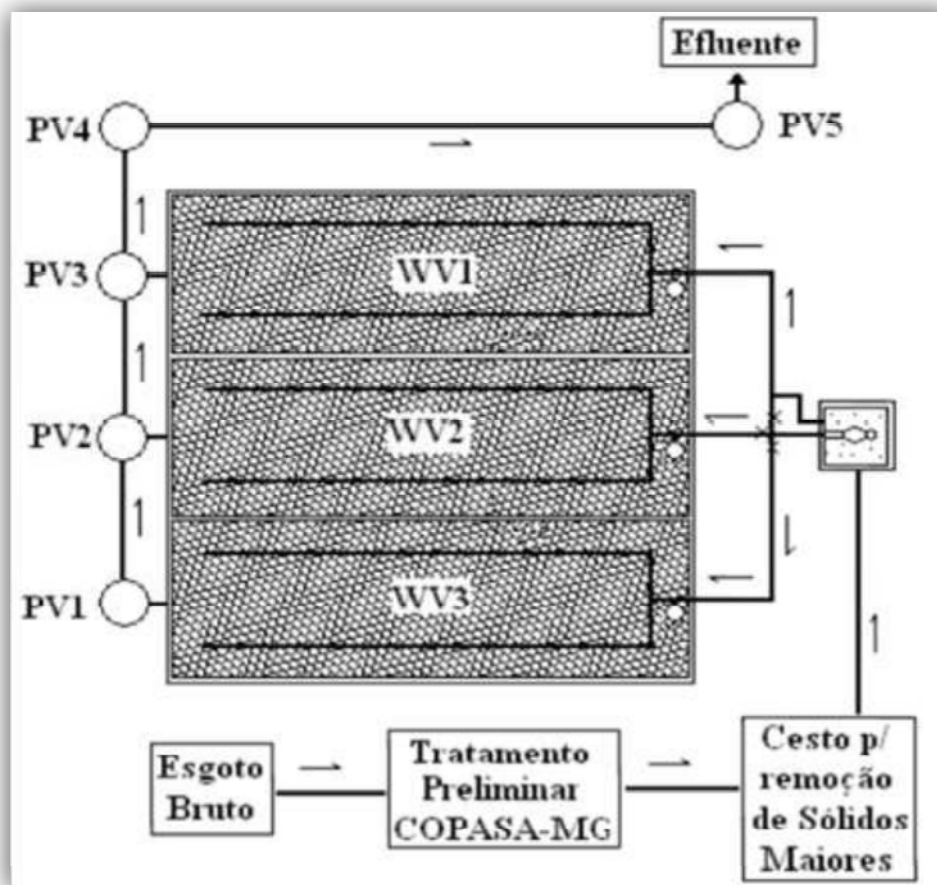 Efluente
PV4
PV5
PV3
WV1
PV2
WV2
PV1
WV3
Esgoto
Bruto
Tratamento
Preliminar
COPASA-MG
Cesto p/
remoção
de Sólidos
Maiores